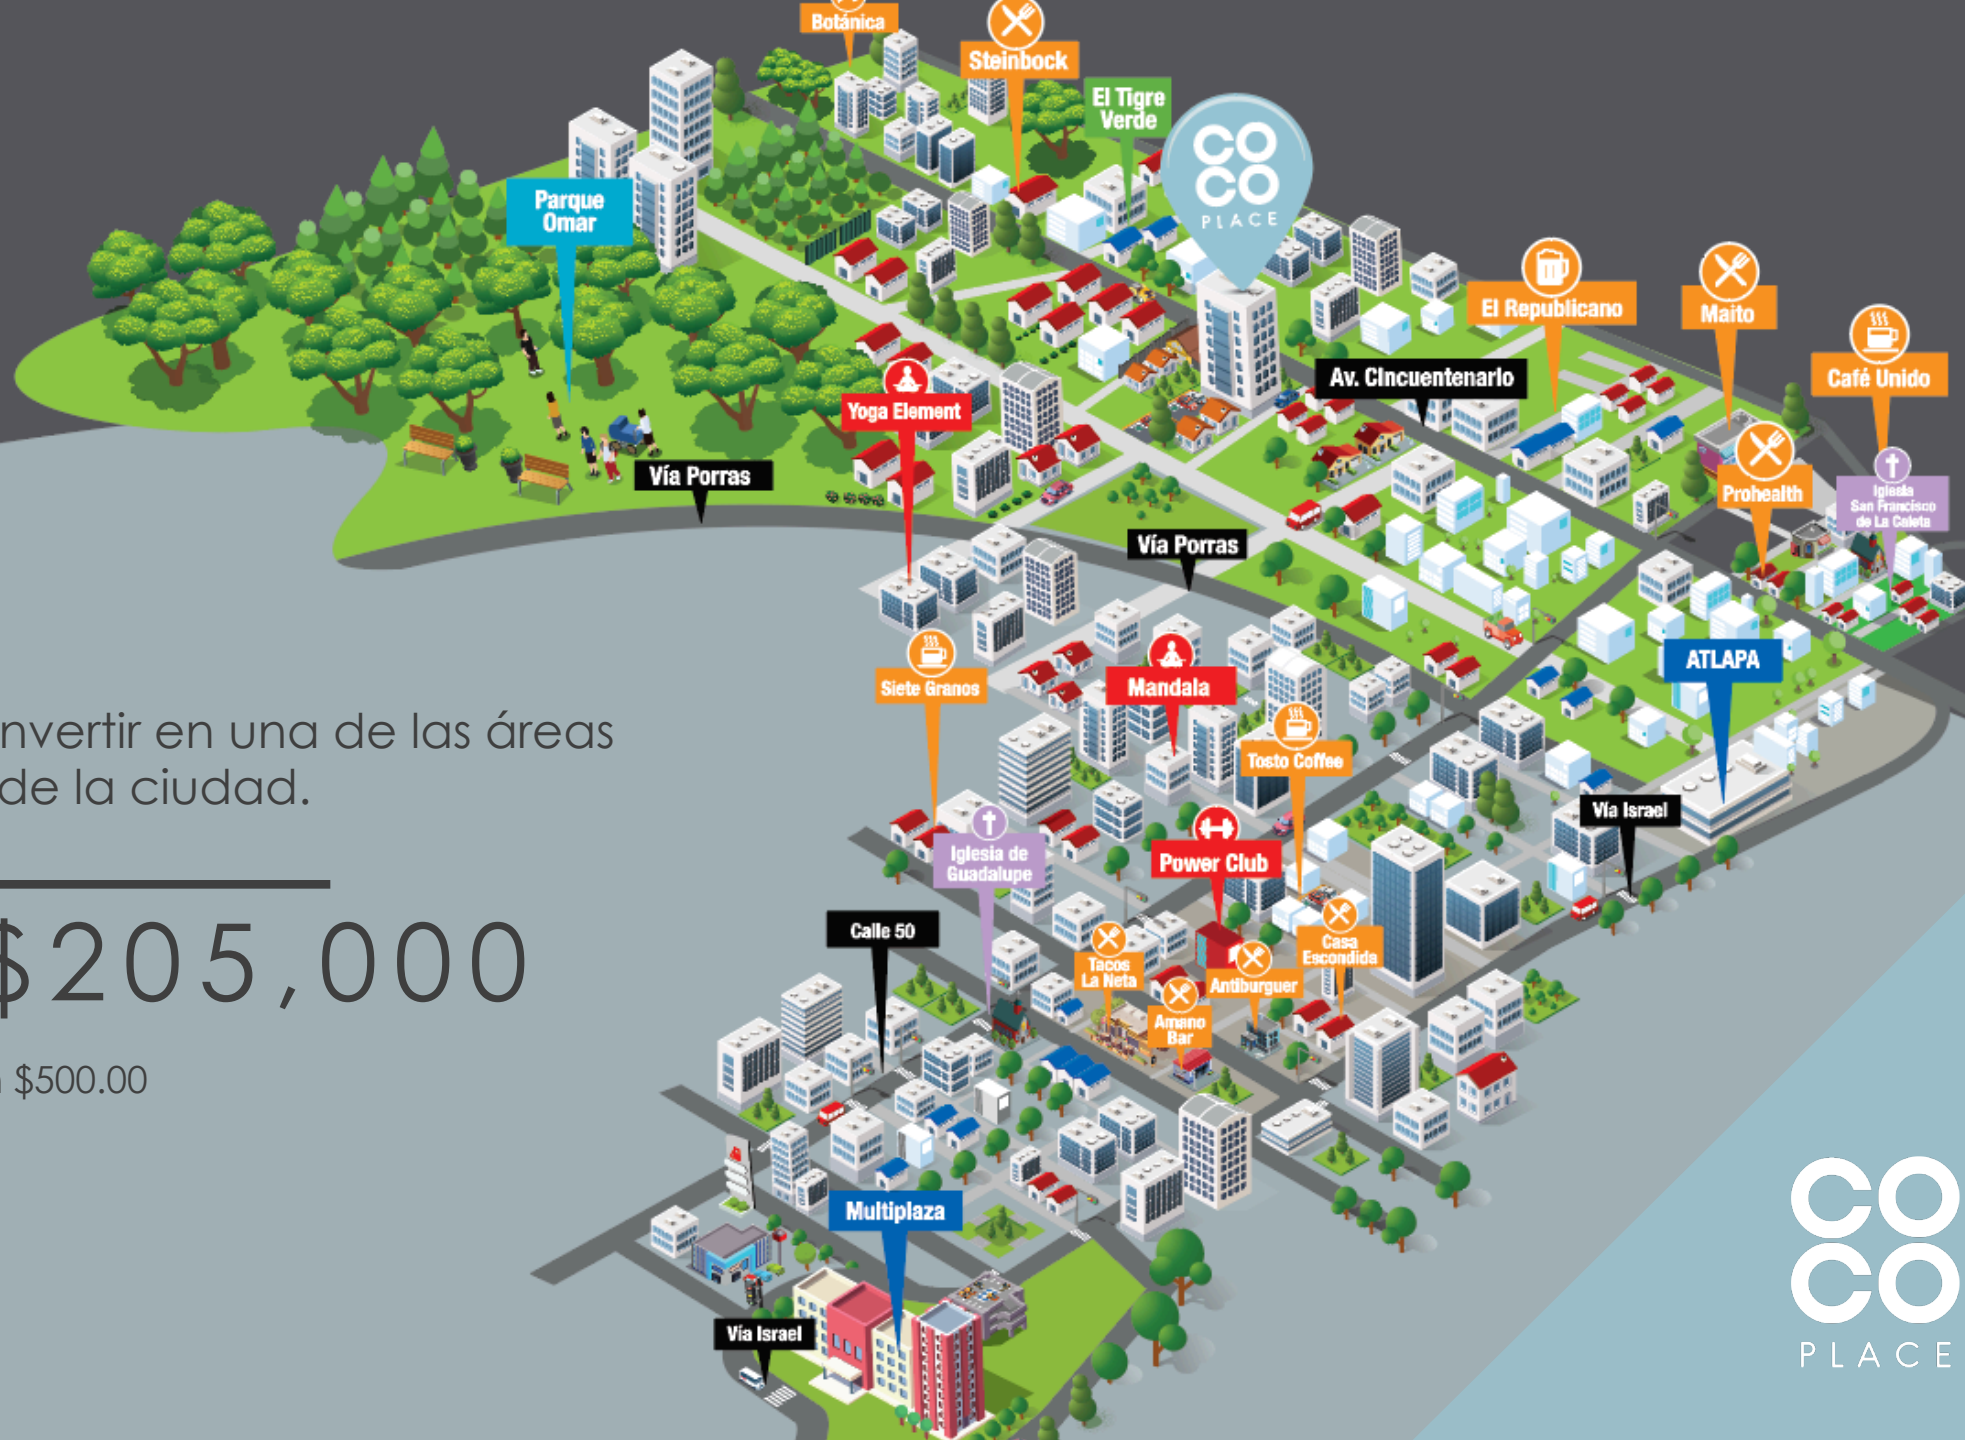 Botánica
Steinbock
El Tigre
Verde
CO
CO
PLACE
Parque
Omar
El Republicano
Maito
Café Unido
Av. Cincuentenario
Yoga Element
Vía Porras
Prohealth
Iglesia
San Francisco
de La Caleta
Vía Porras
ATLAPA
Siete Granos
Mandala
Tosto Coffee
nvertir en una de las áreas
de la ciudad.
Vía Israel
Iglesia de
Guadalupe
Power Club
$205,000
Calle 50
Casa
Escondida
Tacos
La Neta
Antiburguer
Amano
Bar
$500.00
Multiplaza
Vía Israel
CO
CO
PLACE